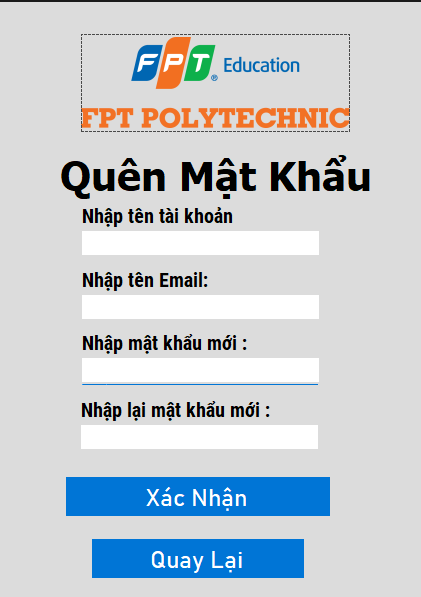 FPT Education
FPT POLYTECHNIC
Quên Mật Khẩu
Nhập tên tài khoản
Nhập tên Email:
Nhập mật khẩu mới :
Nhập lại mật khẩu mới :
Xác Nhận
Quay Lại